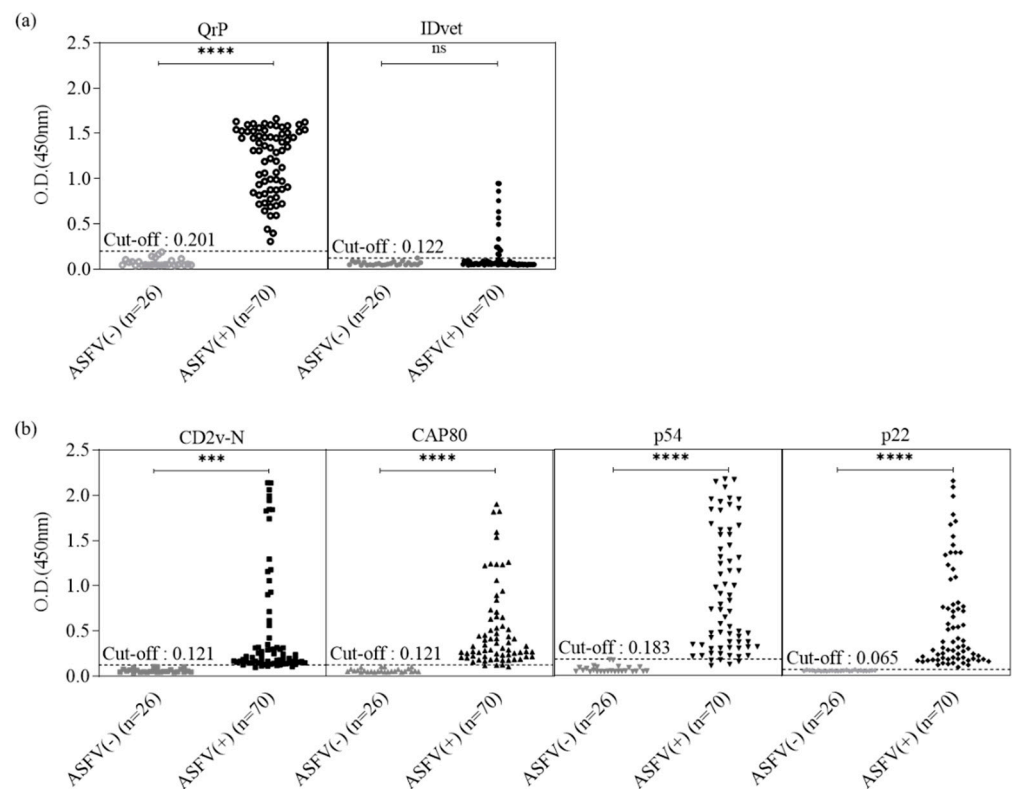 (a)
QrP IDvet
**** ns
2.5
2.0
1.5
1.0
0.5
0.0
O.D.(450nm)
Cut-off : 0.201 Cut-off : 0.122
ASFV(-) (n=26) ASFV(+) (n=70) ASFV(-) (n=26) ASFV(+) (n=70)
(b)
CD2v-N CAP80 p54 p22
*** **** **** ****
2.5
2.0
1.5
1.0
0.5
0.0
O.D.(450nm)
Cut-off : 0.121 Cut-off : 0.121 Cut-off : 0.183 Cut-off : 0.065
ASFV(-) (n=26) ASFV(+) (n=70) ASFV(-) (n=26) ASFV(+) (n=70) ASFV(-) (n=26) ASFV(+) (n=70) ASFV(-) (n=26) ASFV(+) (n=70)